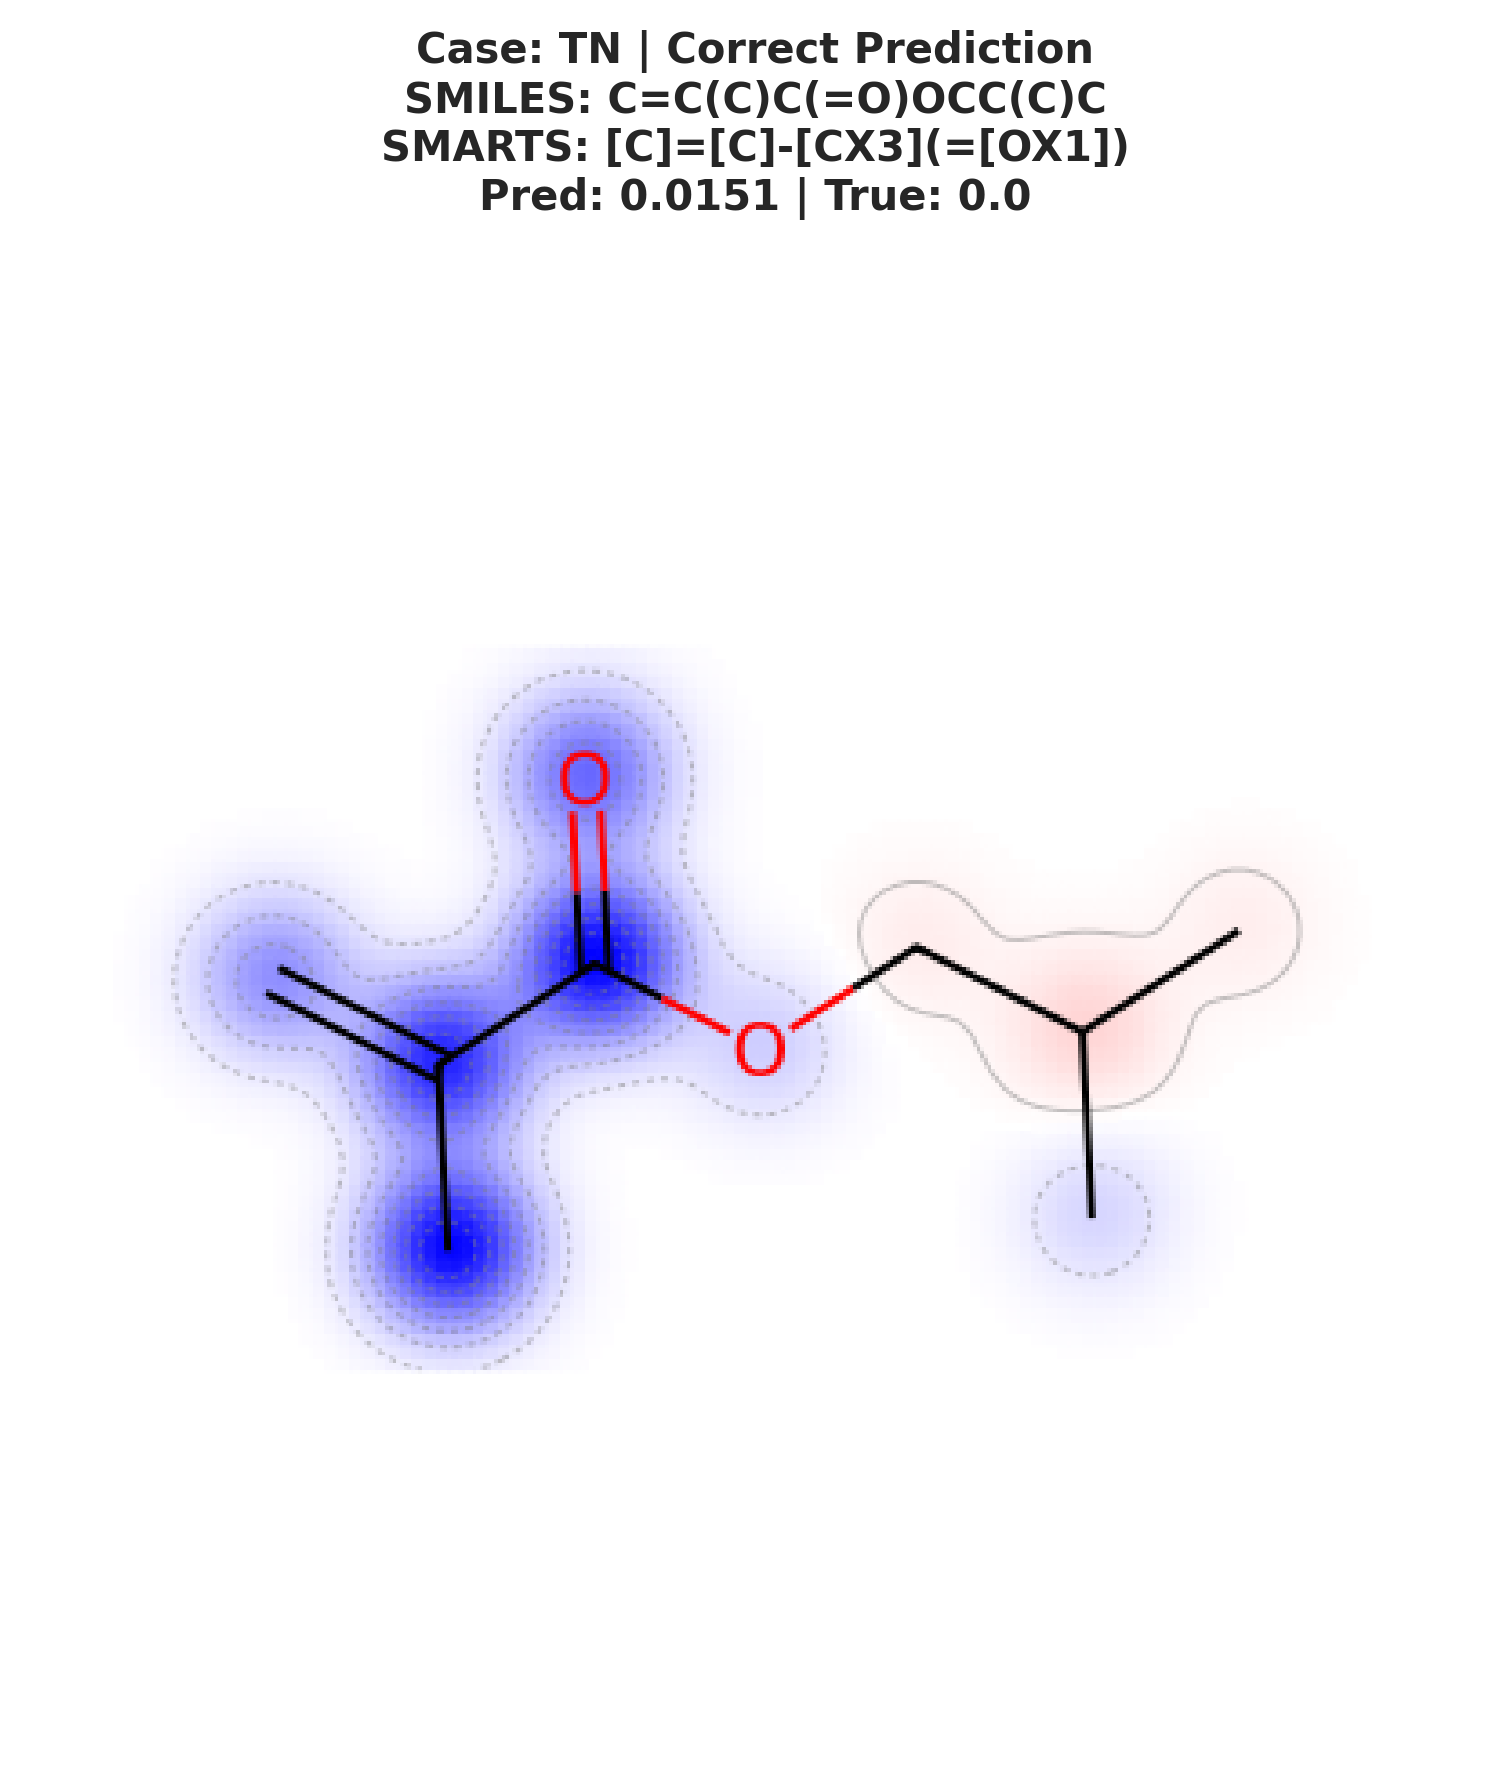 Case: TN | Correct Prediction
SMILES: C=C(C)C(=O)OCC(C)C
SMARTS: [C]=[C]-[CX3](=[OX1])
Pred: 0.0151 | True: 0.0
O
O